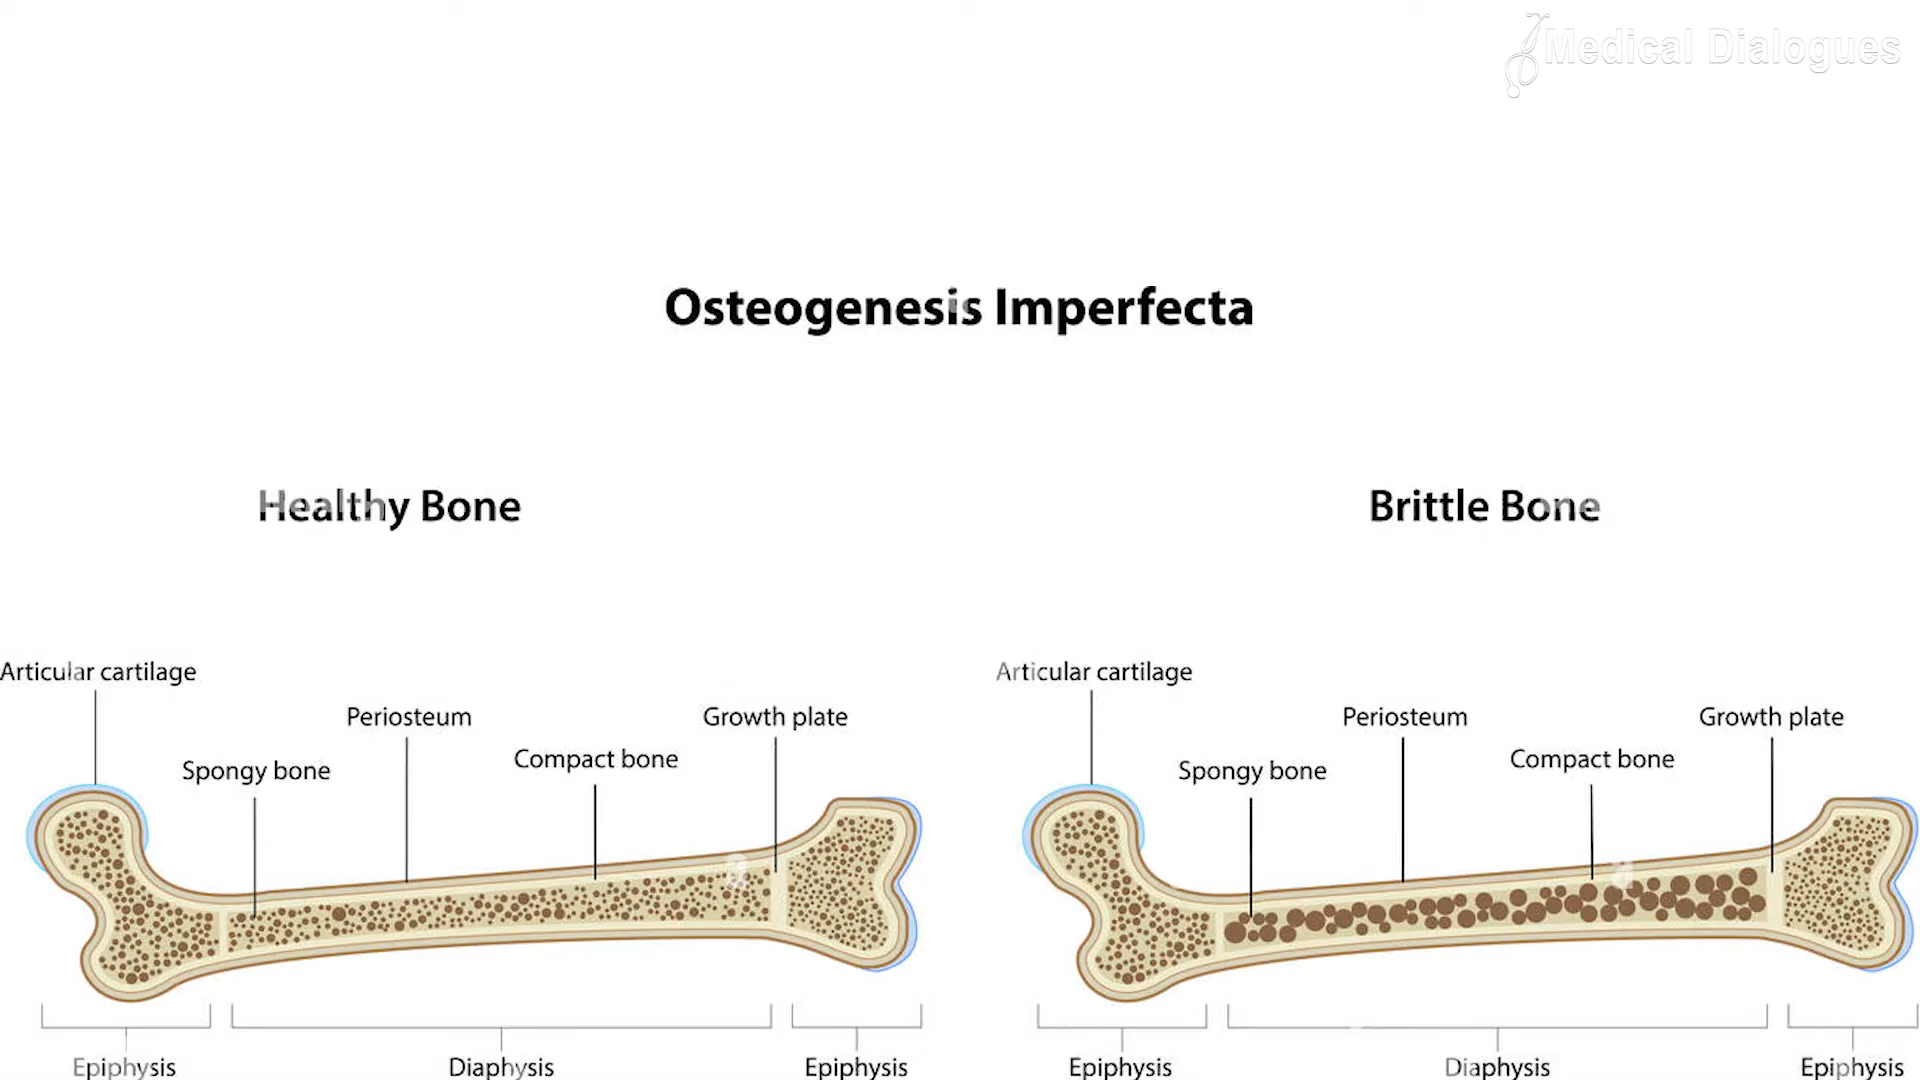 Medical Dialogues
Osteogenesis Imperfecta
Healthy Bone
Brittle Bone
Articular cartilage
Periosteum
Growth plate
Compact bone
Spongy bone
Epiphysis
Diaphysis
Epiphysis
Articular cartilage
Periosteum
Growth plate
Compact bone
Spongy bone
Epiphysis
Diaphysis
Epiphysis